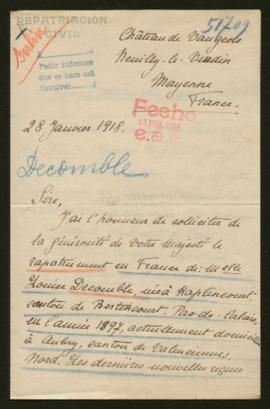 REPATRIACIÓN
CIVIL
51709
Château de Vaugeois
Neuilly-le-Vendin
Mayenne
France.
Pedir informes
que se hace así
Devolver
Fecho
28 Janvier 1918.
Decomble,
Sire,
J'ai l'honneur de solliciter de
la générosité de Votre Majesté le
rapatriement en France de Melle
Louise Decomble, née à Haplincourt
canton de Bertincourt, Pas-de-Calais,
en l'année 1897, actuellement domiciliée
à Aubry, canton de Valenciennes
Nord. Les dernières nouvelles reçues